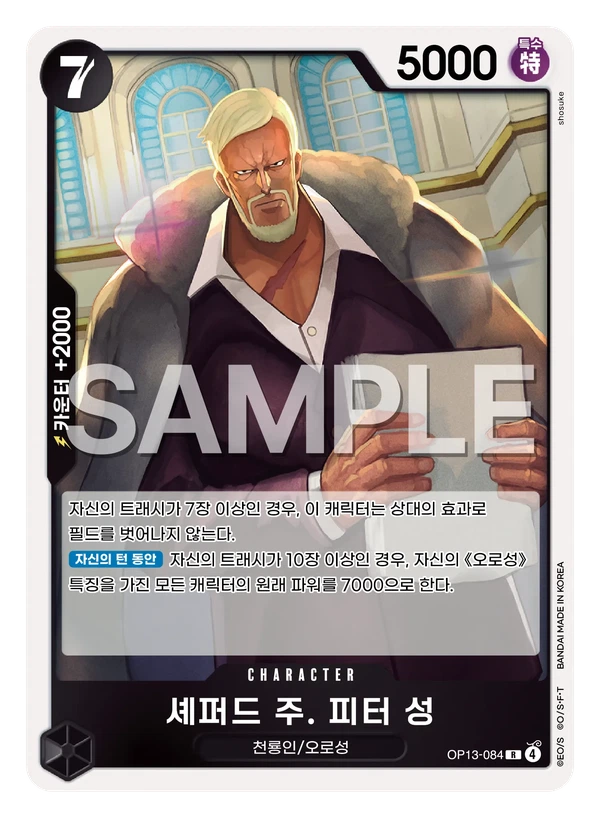 7
5000
특수
特
shosuke
카운터 +2000
SAMPLE
자신의 트래시가 7장 이상인 경우, 이 캐릭터는 상대의 효과로
필드를 벗어나지 않는다.
자신의 턴 동안 자신의 트래시가 10장 이상인 경우, 자신의 《오로성》
특징을 가진 모든 캐릭터의 원래 파워를 7000으로 한다.
CHARACTER
셰퍼드 주. 피터 성
천룡인/오로성
OP13-084 R 4
©EO/S ©O/S·F·T BANDAI MADE IN KOREA